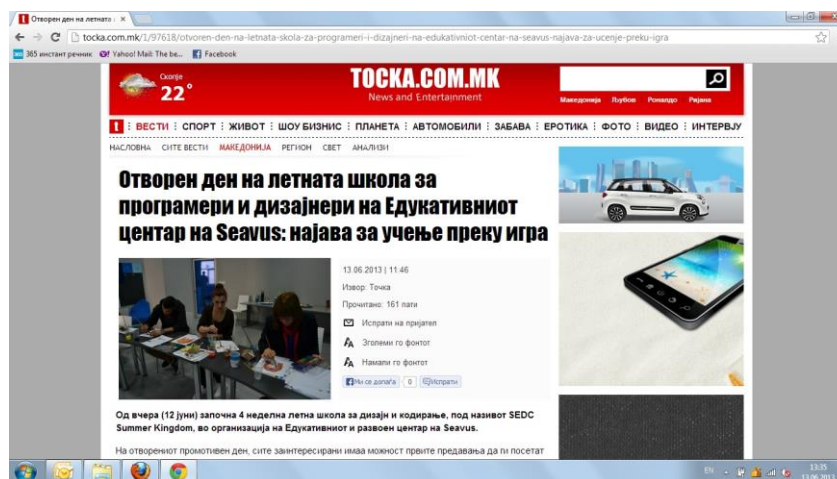 Отворен ден на летната
tocka.com.mk/1/97618/otvoren-den-na-letnata-skola-za-programeri-i-dizajneri-na-edukativniot-centar-na-seavus-najava-za-ucenje-preku-igra
365 инстант речник Yahoo! Mail: The be... Facebook
Скопје
22°
TOCKA.COM.MK
News and Entertainment
Македонија Љубов Роналдо Ријана
t ВЕСТИ СПОРТ ЖИВОТ ШОУ БИЗНИС ПЛАНЕТА АВТОМОБИЛИ ЗАБАВА ЕРОТИКА ФОТО ВИДЕО ИНТЕРВЈУ
НАСЛОВНА СИТЕ ВЕСТИ МАКЕДОНИЈА РЕГИОН СВЕТ АНАЛИЗИ
Отворен ден на летната школа за
програмери и дизајнери на Едукативниот
центар на Seavus: најава за учење преку игра
13.06.2013 | 11:46
Извор: Точка
Прочитано: 161 пати
Испрати на пријател
Зголеми го фонтот
Намали го фонтот
Ми се допаѓа 0 Испрати
Од вчера (12 јуни) започна 4 неделна летна школа за дизајн и кодирање, под називот SEDC
Summer Kingdom, во организација на Едукативниот и развоен центар на Seavus.
На отворениот промотивен ден, сите заинтересирани имаа можност првите предавања да ги посетат
EN 13:35
13.06.2013